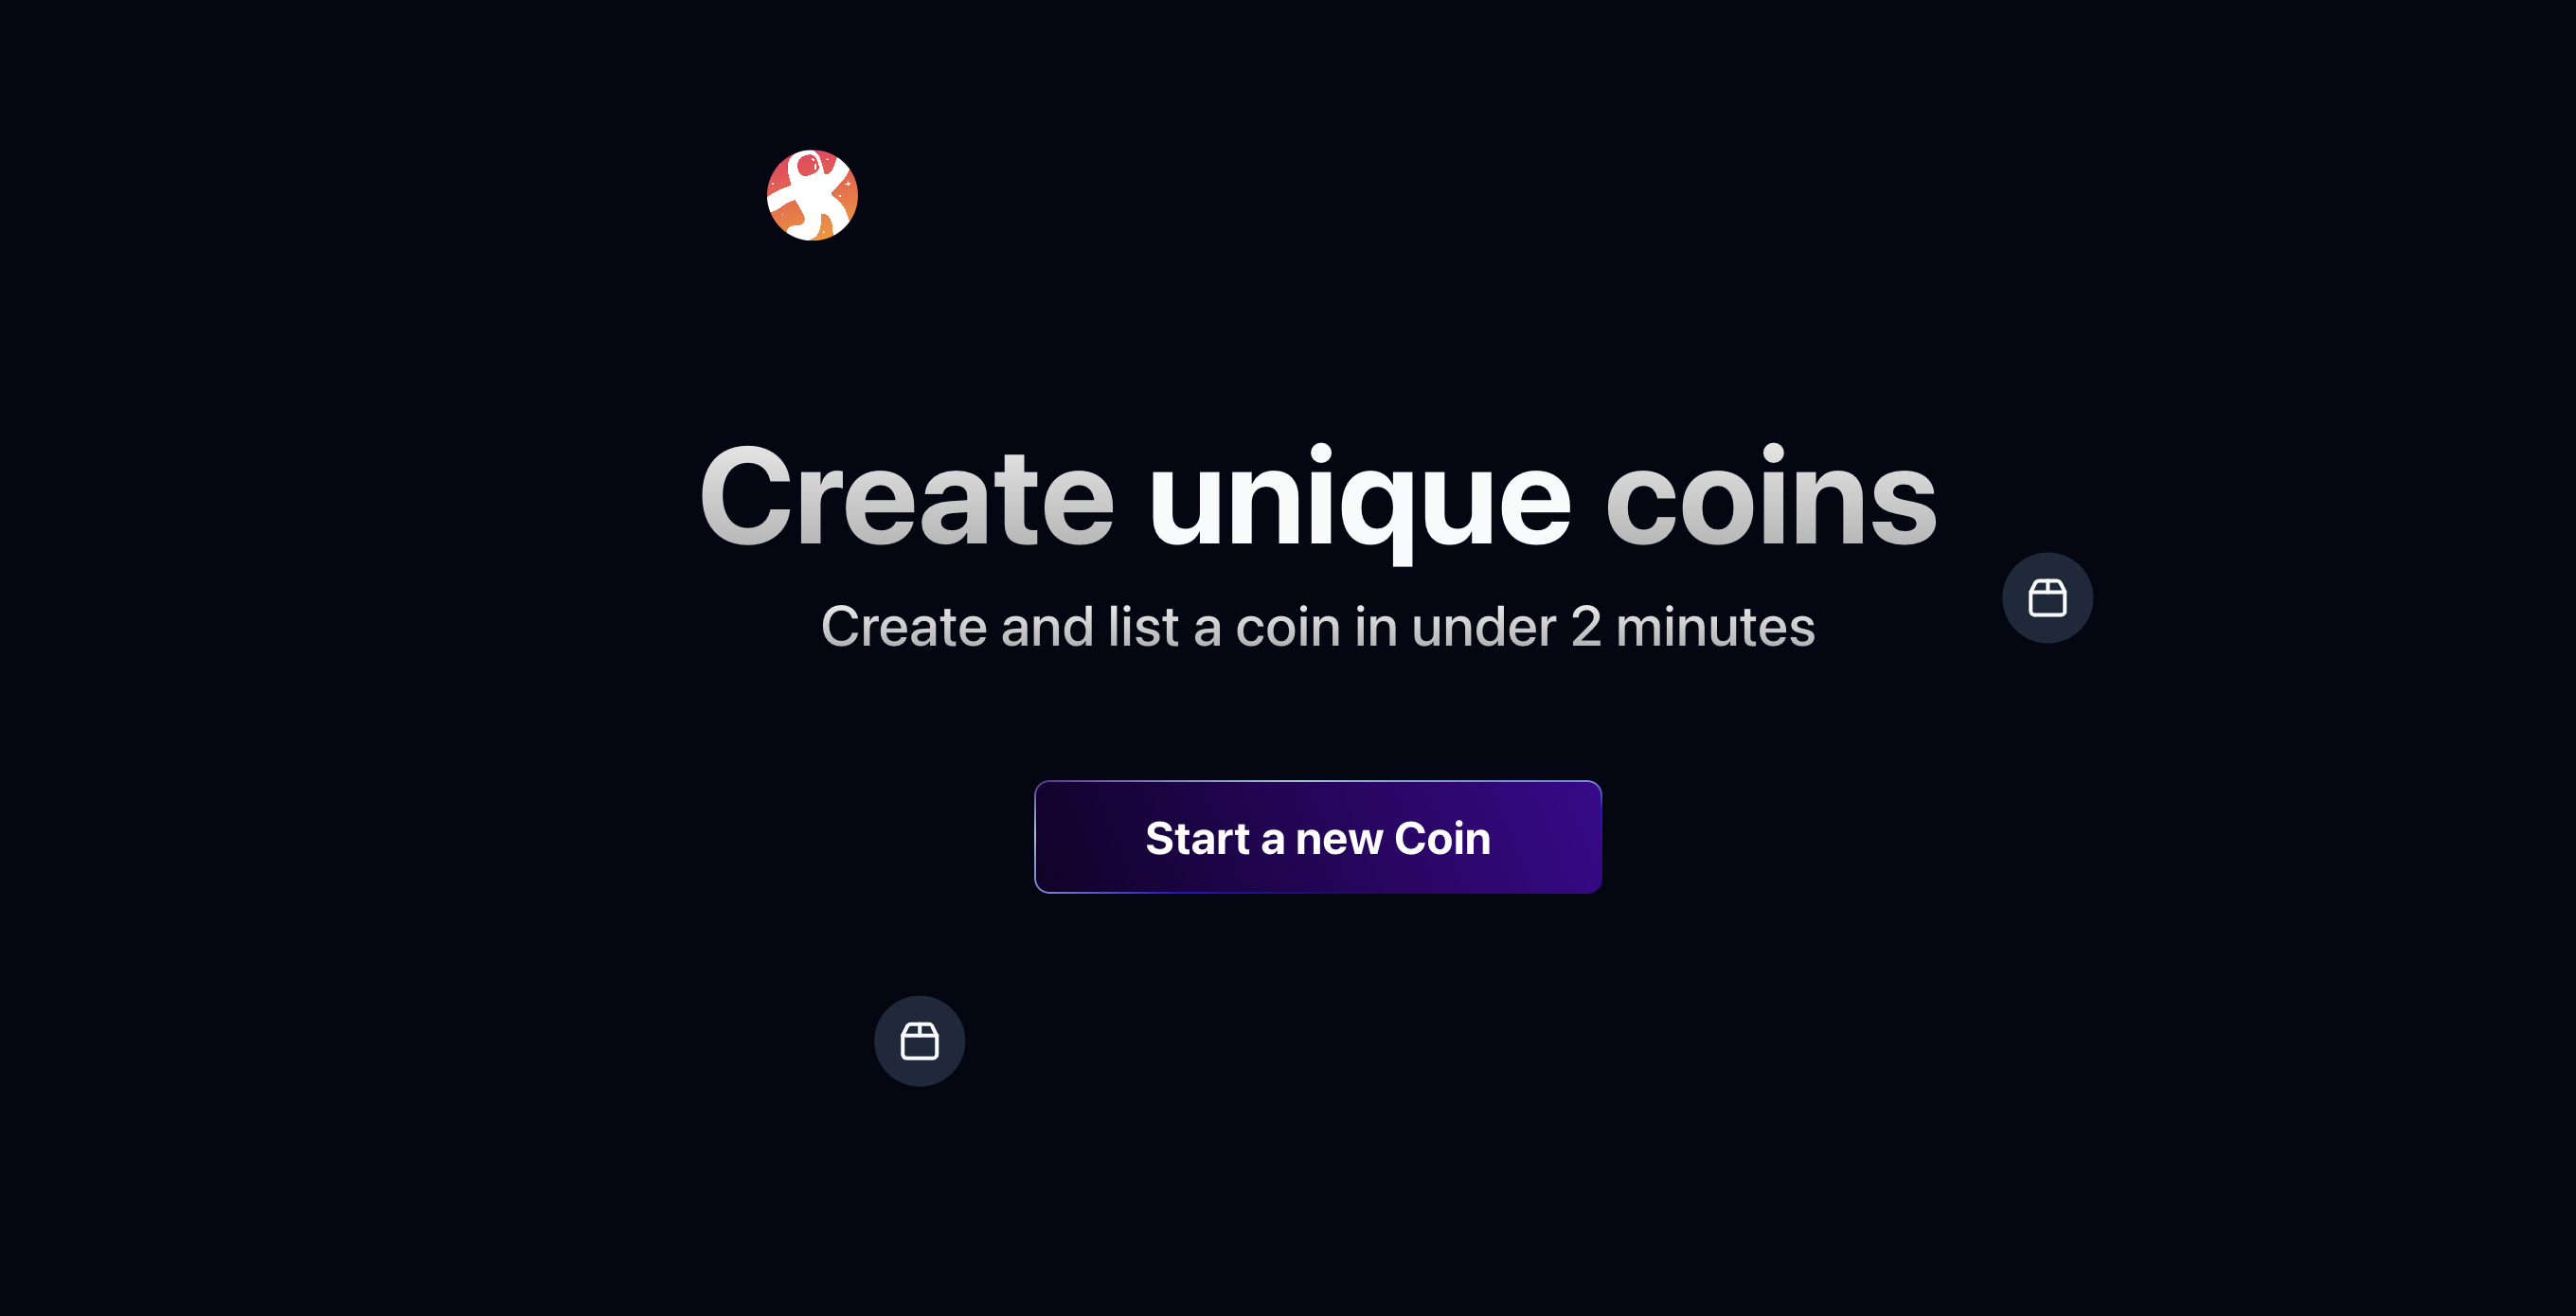 Create unique coins
Create and list a coin in under 2 minutes
Start a new Coin